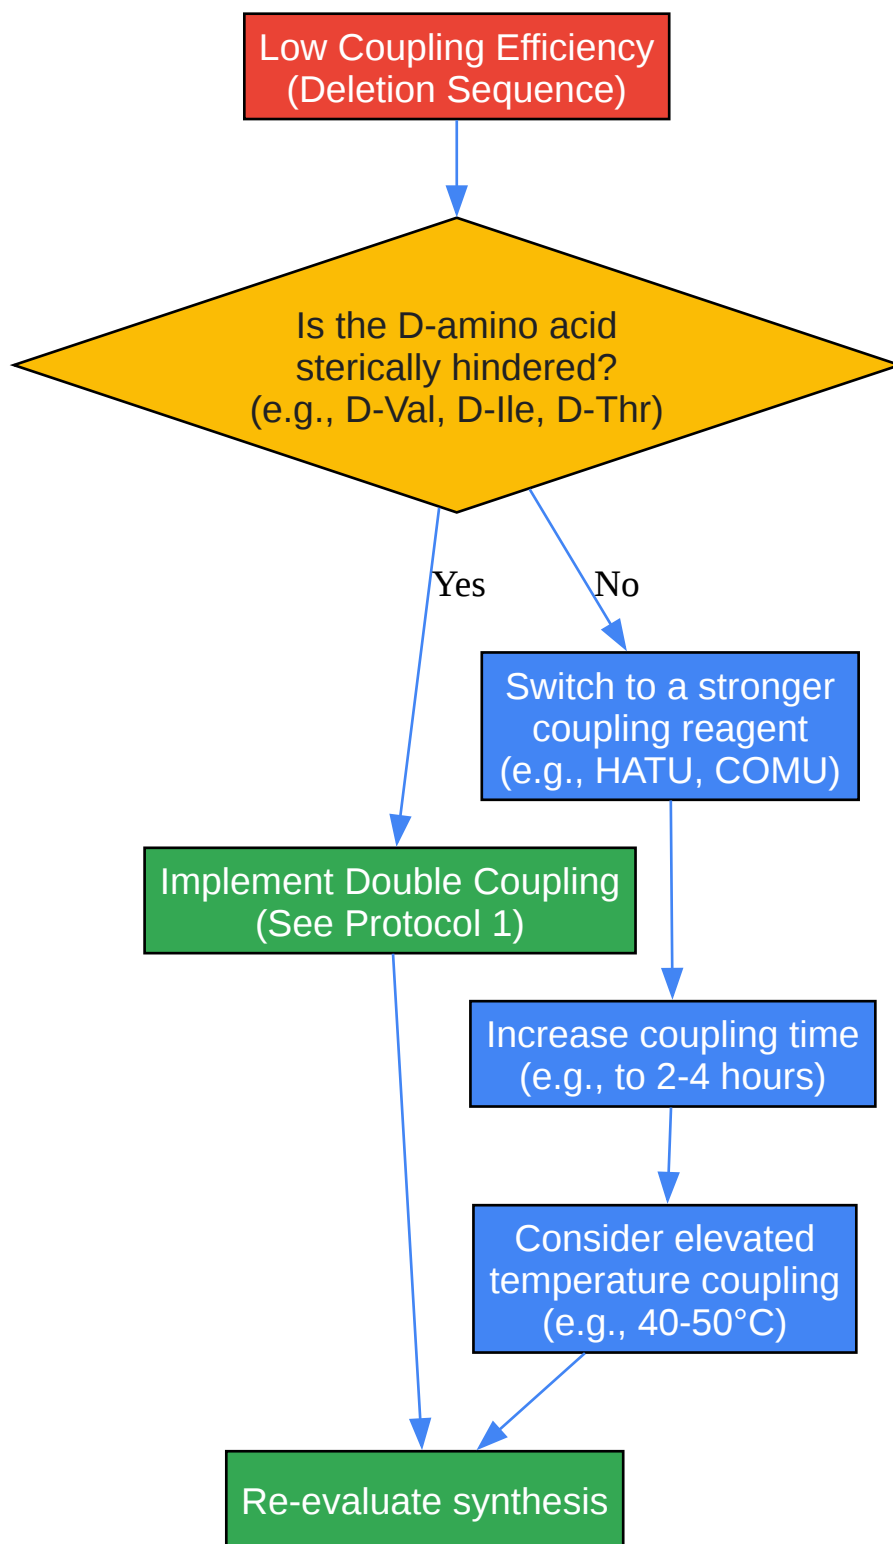 Low Coupling Efficiency
(Deletion Sequence)
Is the D-amino acid
sterically hindered?
(e.g., D-Val, D-Ile, D-Thr)
Yes
No
Switch to a stronger
coupling reagent
(e.g., HATU, COMU)
Implement Double Coupling
(See Protocol 1)
Increase coupling time
(e.g., to 2-4 hours)
Consider elevated
temperature coupling
(e.g., 40-50°C)
Re-evaluate synthesis